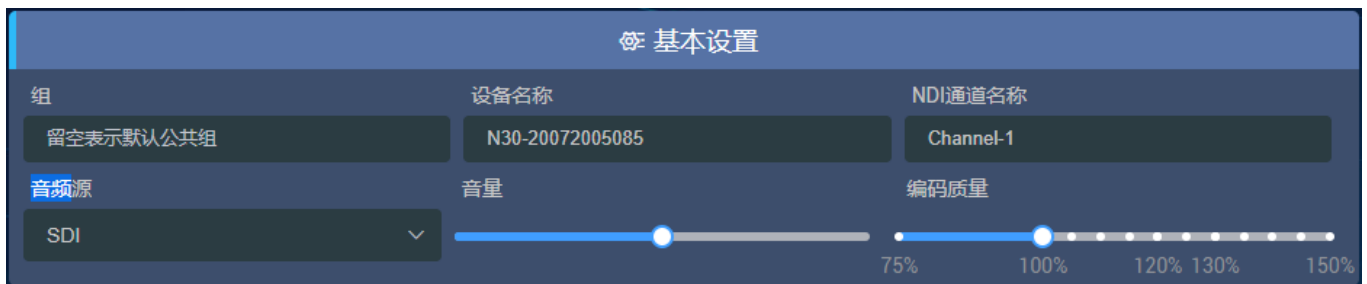 基本设置
组 设备名称 NDI通道名称
留空表示默认公共组 N30-20072005085 Channel-1
音频源 音量 编码质量
SDI
75% 100% 120% 130% 150%